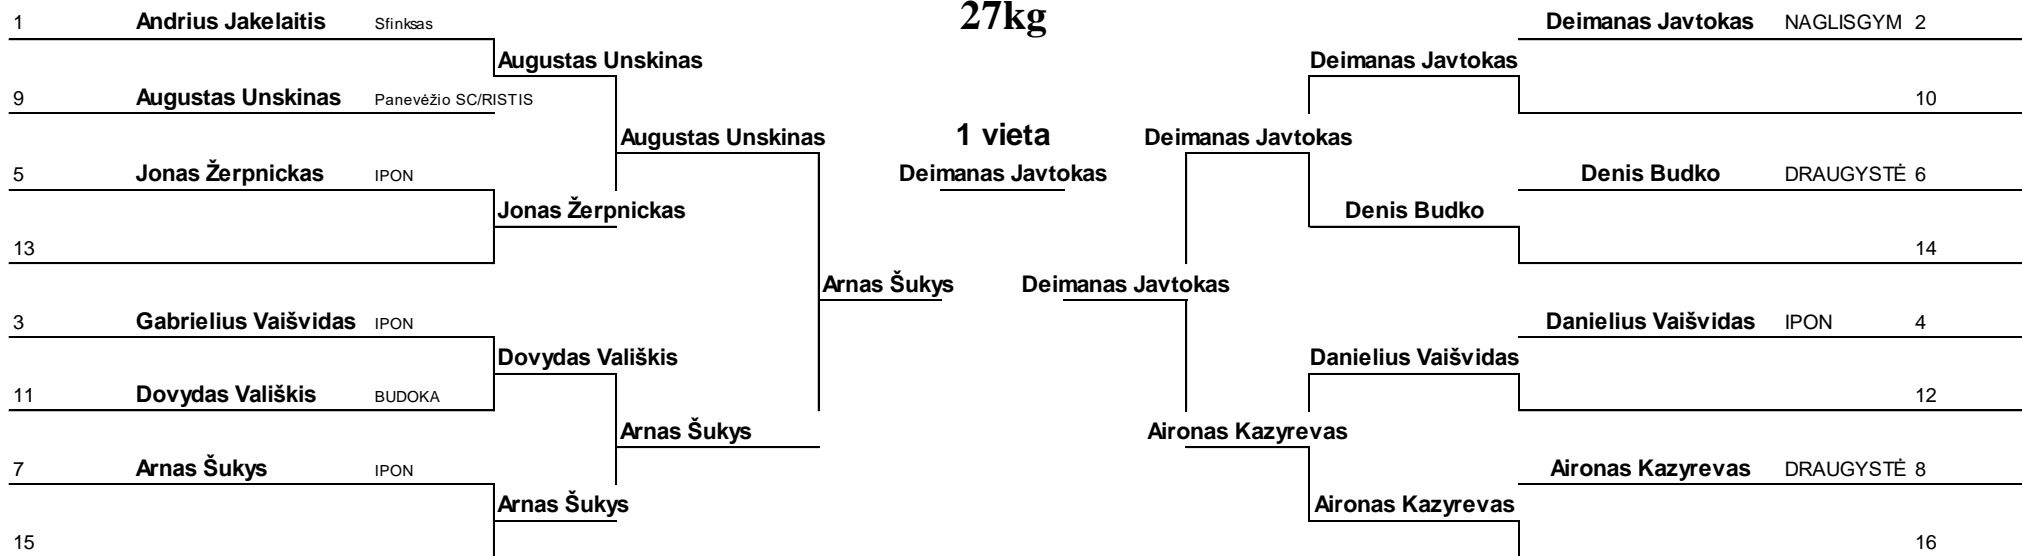 27kg
1 Andrius Jakelaitis Sfinksas
Augustas Unskinas
9 Augustas Unskinas Panevėžio SC/RISTIS
Augustas Unskinas
5 Jonas Žerpnickas IPON
Jonas Žerpnickas
13
Arnas Šukys
3 Gabrielius Vaišvidas IPON
Dovydas Vališkis
11 Dovydas Vališkis BUDOKA
Arnas Šukys
7 Arnas Šukys IPON
Arnas Šukys
15
1 vieta
Deimanas Javtokas
Deimanas Javtokas NAGLISGYM 2
Deimanas Javtokas
10
Deimanas Javtokas
Denis Budko DRAUGYSTĖ 6
Denis Budko
14
Deimanas Javtokas
Danielius Vaišvidas IPON 4
Danielius Vaišvidas
12
Aironas Kazyrevas
Aironas Kazyrevas DRAUGYSTĖ 8
Aironas Kazyrevas
16